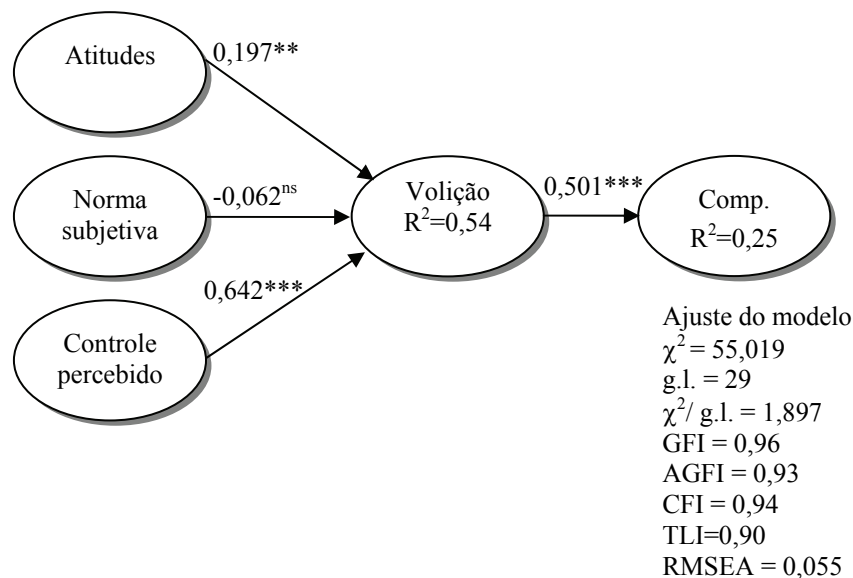 Atitudes
0,197**
Norma
subjetiva
-0,062ⁿˢ
Volição
R²=0,54
0,501***
Comp.
R²=0,25
0,642***
Controle
percebido
Ajuste do modelo
χ² = 55,019
g.l. = 29
χ²/ g.l. = 1,897
GFI = 0,96
AGFI = 0,93
CFI = 0,94
TLI=0,90
RMSEA = 0,055